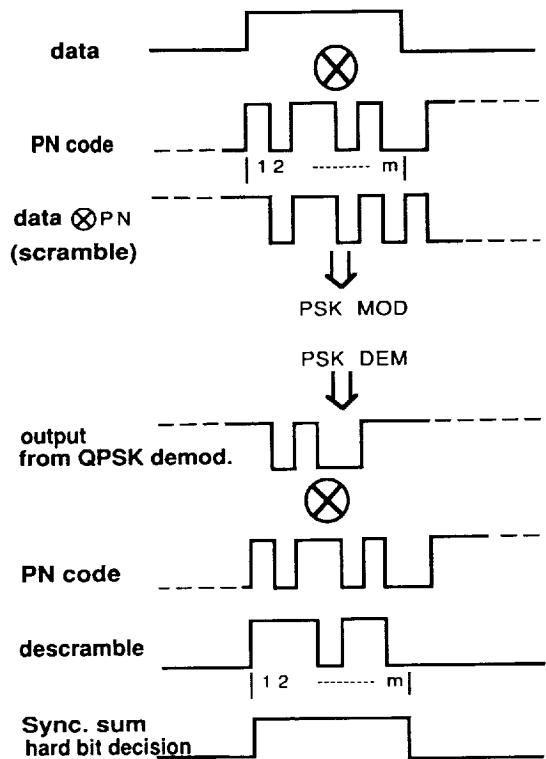 data
PN code
1 2 -------- m
data ⊗ PN
(scramble)
PSK MOD
PSK DEM
output
from QPSK demod.
PN code
descramble
1 2 -------- m
Sync. sum
hard bit decision